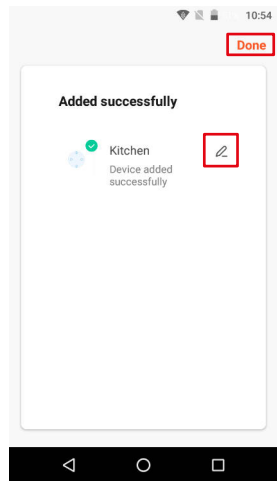 10:54
Done
Added successfully
Kitchen
Device added
successfully